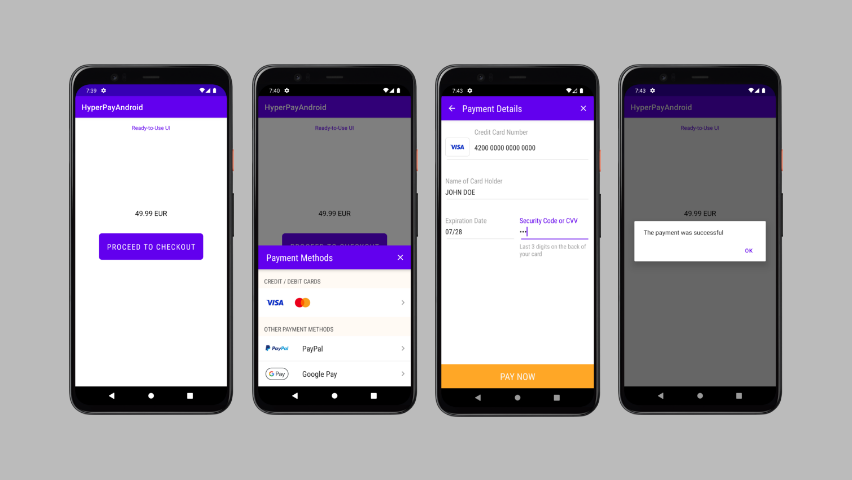 7:39
HyperPayAndroid
Ready-to-Use UI
49.99 EUR
PROCEED TO CHECKOUT
7:40
HyperPayAndroid
Ready-to-Use UI
49.99 EUR
PROCEED TO CHECKOUT
Payment Methods
CREDIT / DEBIT CARDS
VISA
OTHER PAYMENT METHODS
PayPal PayPal
G Pay Google Pay
7:43
Payment Details
Credit Card Number
VISA 4200 0000 0000 0000
Name of Card Holder
JOHN DOE
Expiration Date
07/28
Security Code or CVV
•••
Last 3 digits on the back of
your card
PAY NOW
7:43
HyperPayAndroid
Ready-to-Use UI
49.99 EUR
The payment was successful
OK